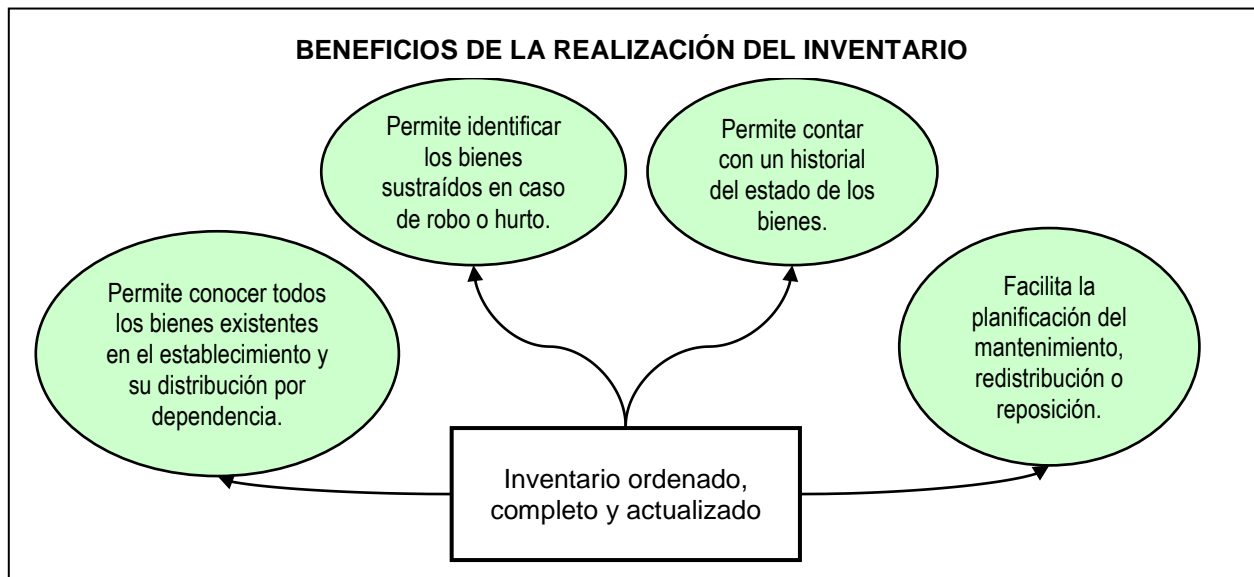 BENEFICIOS DE LA REALIZACIÓN DEL INVENTARIO
Permite identificar
los bienes
sustraídos en caso
de robo o hurto.
Permite contar
con un historial
del estado de los
bienes.
Permite conocer todos
los bienes existentes
en el establecimiento y
su distribución por
dependencia.
Facilita la
planificación del
mantenimiento,
redistribución o
reposición.
Inventario ordenado,
completo y actualizado